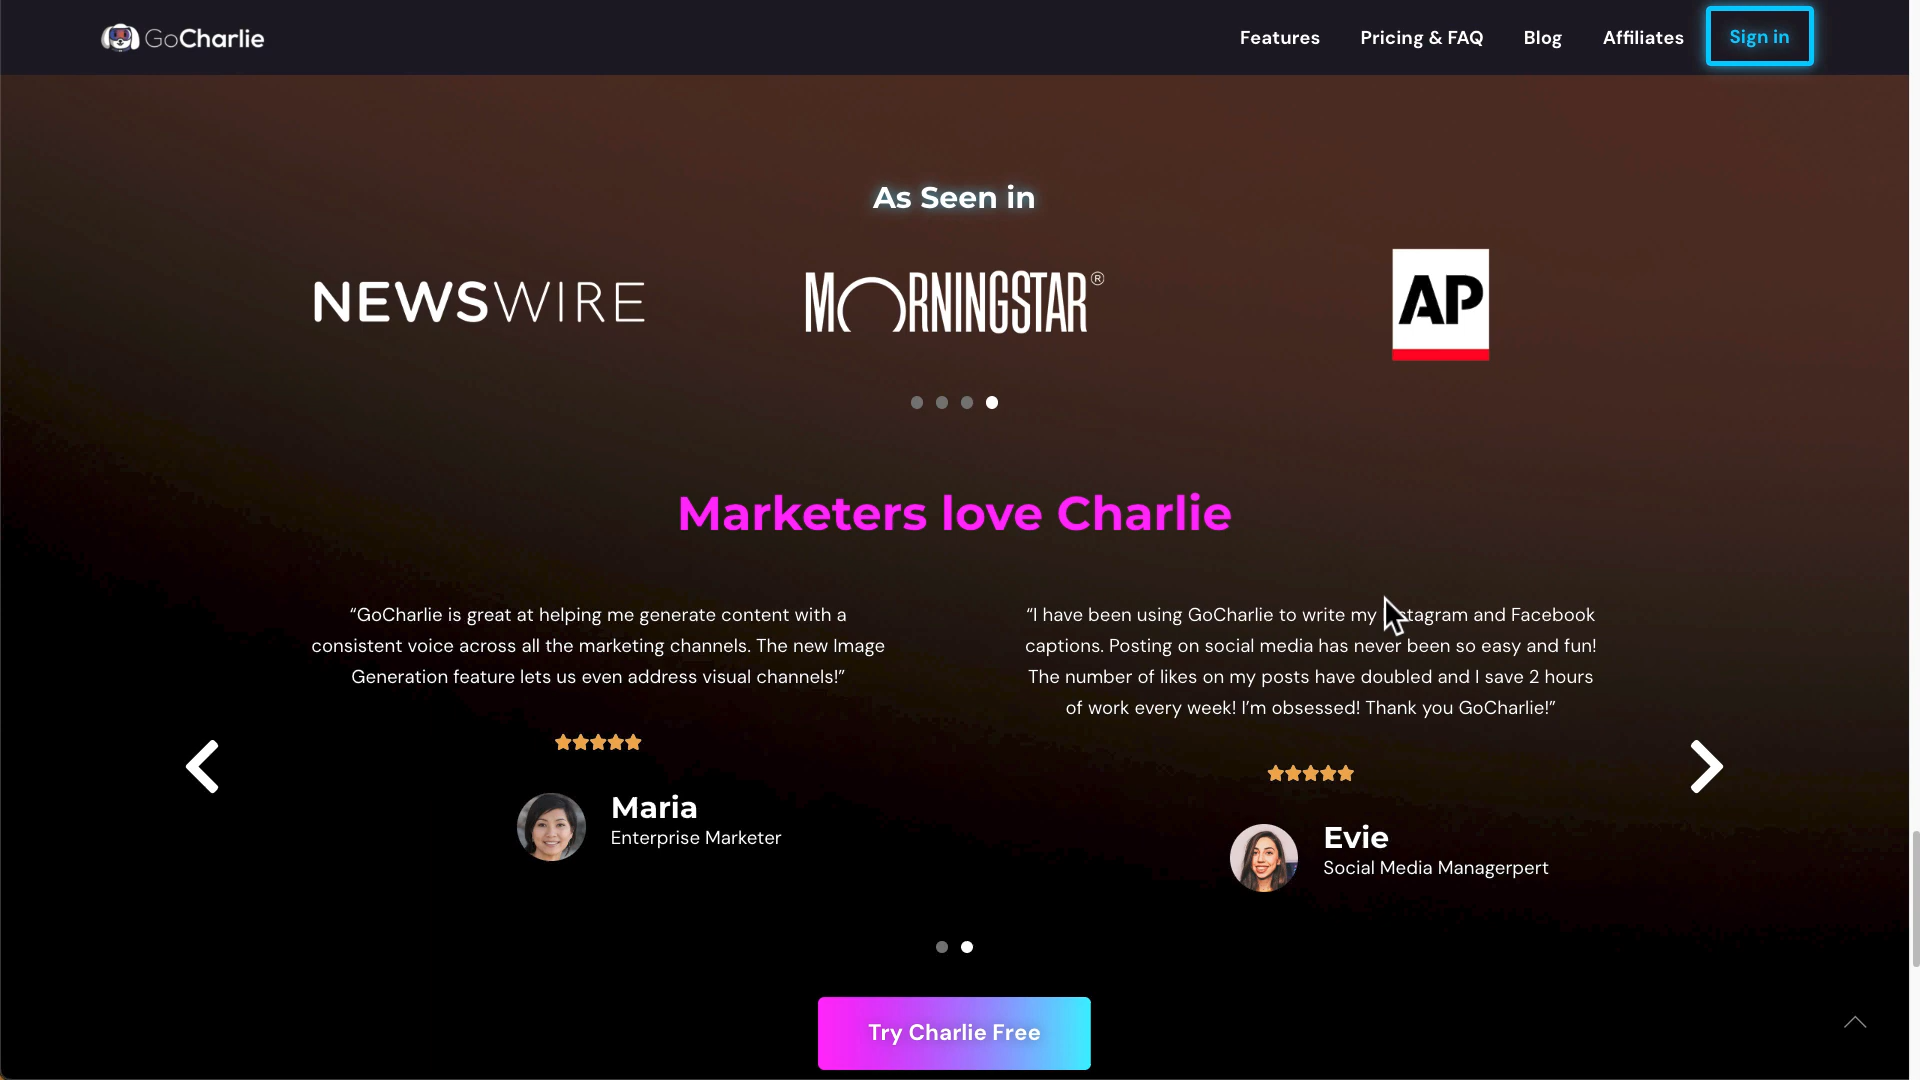 GoCharlie
Features
Pricing & FAQ
Blog
Affiliates
Sign in
As Seen in
NEWSWIRE
MORNINGSTAR®
AP
Marketers love Charlie
“GoCharlie is great at helping me generate content with a
consistent voice across all the marketing channels. The new Image
Generation feature lets us even address visual channels!”
Maria
Enterprise Marketer
“I have been using GoCharlie to write my stagram and Facebook
captions. Posting on social media has never been so easy and fun!
The number of likes on my posts have doubled and I save 2 hours
of work every week! I’m obsessed! Thank you GoCharlie!”
Evie
Social Media Managerpert
Try Charlie Free